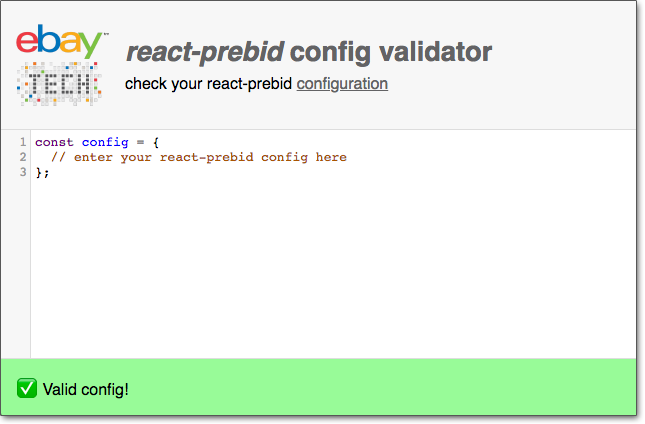 ebay™
TECH
react-prebid config validator
check your react-prebid configuration
1 const config = {
2   // enter your react-prebid config here
3 };
Valid config!